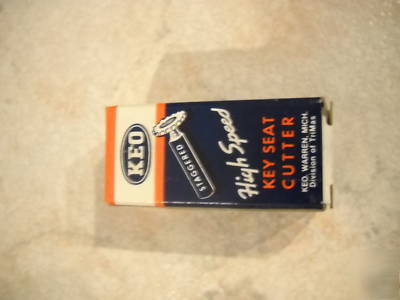 KEO
STAGGERED
High Speed
KEY SEAT
CUTTER
KEO, WARREN, MICH.
Division of TriMas